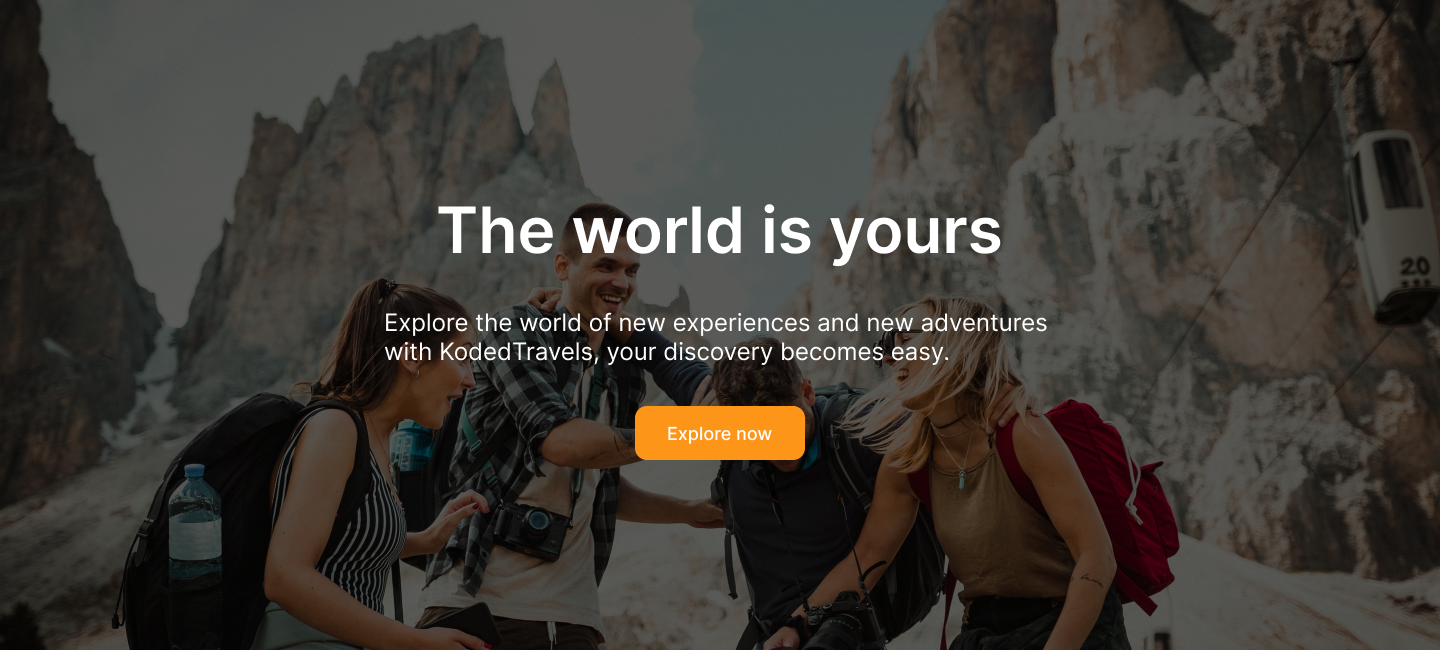 The world is yours
Explore the world of new experiences and new adventures
with KodedTravels, your discovery becomes easy.
Explore now
20